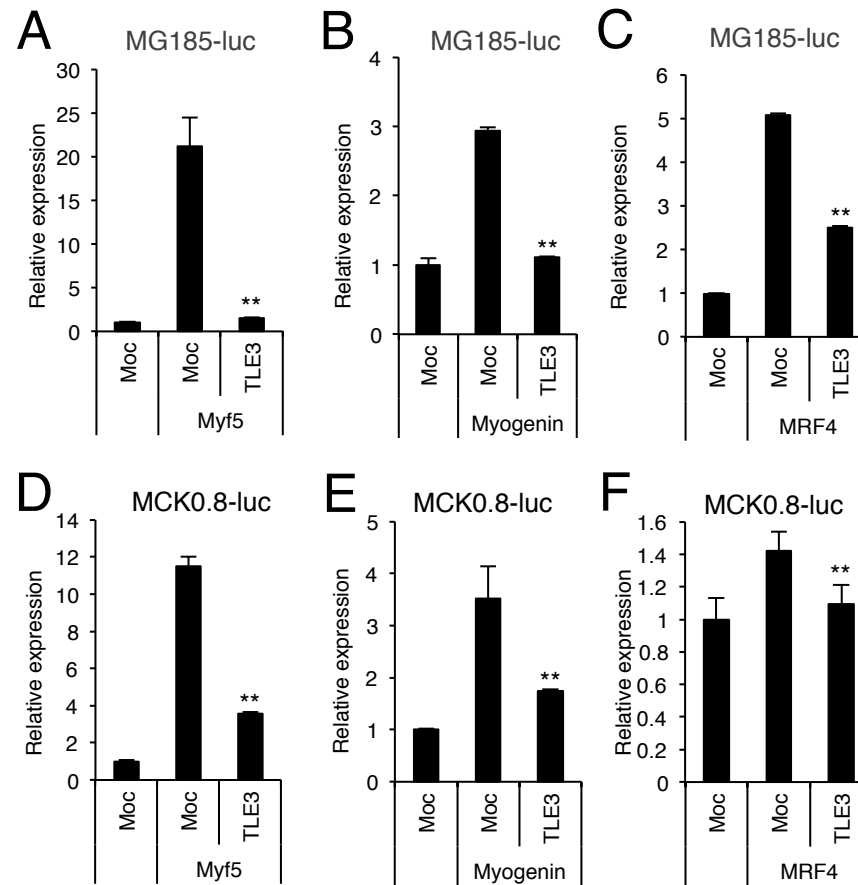 A MG185-luc
Relative expression
30
25
20
15
10
5
0
**
Moc Moc TLE3
Myf5
B MG185-luc
Relative expression
4
3
2
1
0
**
Moc Moc TLE3
Myogenin
C MG185-luc
Relative expression
6
5
4
3
2
1
0
**
Moc Moc TLE3
MRF4
D MCK0.8-luc
Relative expression
14
12
10
8
6
4
2
0
**
Moc Moc TLE3
Myf5
E MCK0.8-luc
Relative expression
5
4
3
2
1
0
**
Moc Moc TLE3
Myogenin
F MCK0.8-luc
Relative expression
1.6
1.4
1.2
1
0.8
0.6
0.4
0.2
0
**
Moc Moc TLE3
MRF4